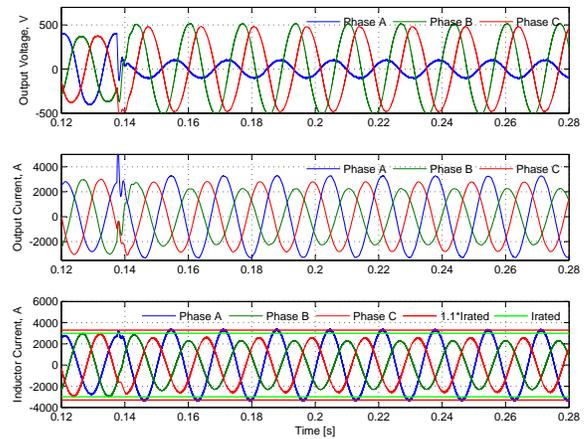 Output Voltage, V
500
0
-500
Phase A Phase B Phase C
0.12 0.14 0.16 0.18 0.2 0.22 0.24 0.26 0.28
Output Current, A
4000
2000
0
-2000
Phase A Phase B Phase C
0.12 0.14 0.16 0.18 0.2 0.22 0.24 0.26 0.28
Inductor Current, A
6000
4000
2000
0
-2000
-4000
Phase A Phase B Phase C 1.1*Irated Irated
0.12 0.14 0.16 0.18 0.2 0.22 0.24 0.26 0.28
Time [s]